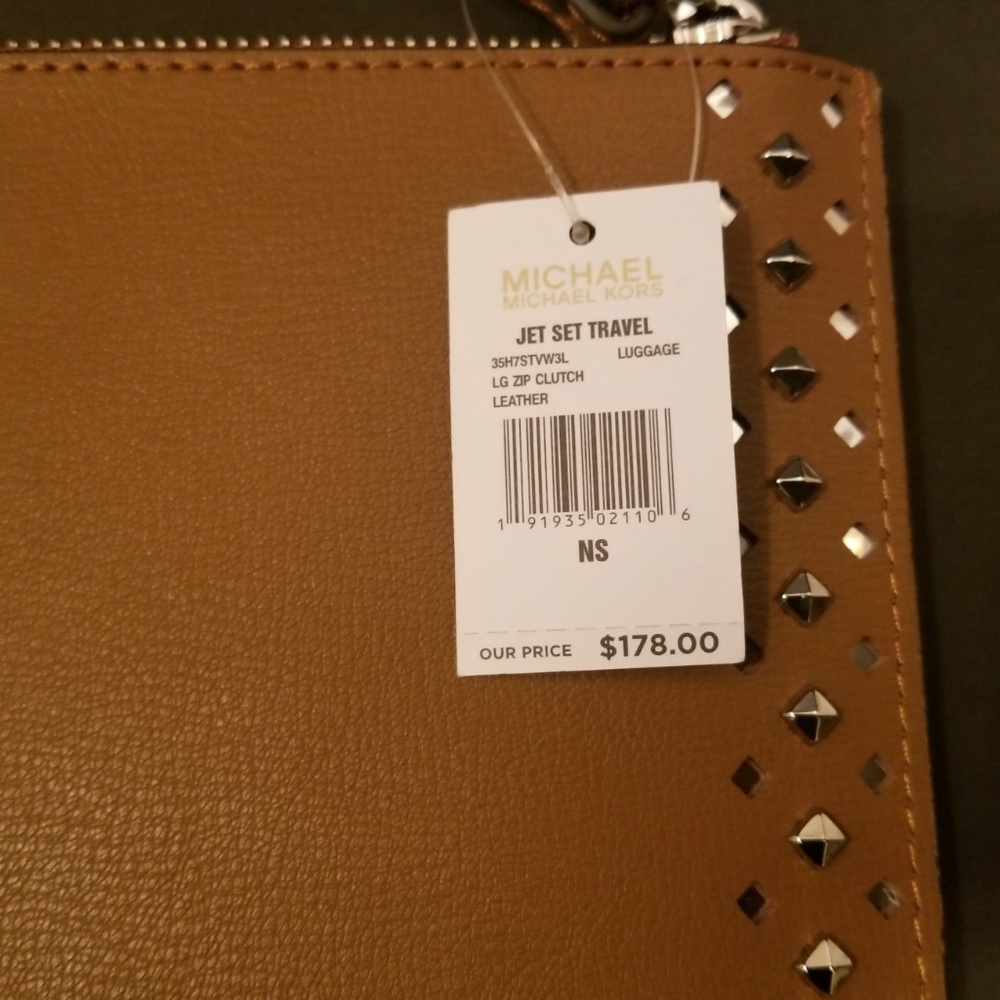 MICHAEL
MICHAEL KORS
JET SET TRAVEL
35H7STVW3L LUGGAGE
LG ZIP CLUTCH
LEATHER
1 91935 02110 6
NS
OUR PRICE $178.00